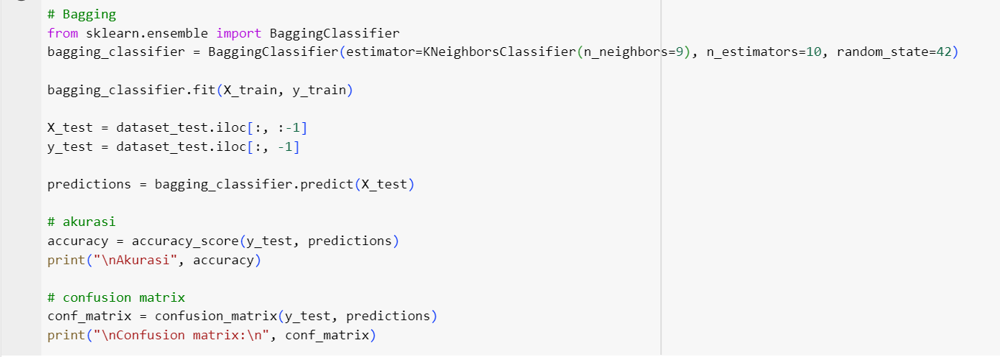 # Bagging
from sklearn.ensemble import BaggingClassifier
bagging_classifier = BaggingClassifier(estimator=KNeighborsClassifier(n_neighbors=9), n_estimators=10, random_state=42)
bagging_classifier.fit(X_train, y_train)
X_test = dataset_test.iloc[:, :-1]
y_test = dataset_test.iloc[:, -1]
predictions = bagging_classifier.predict(X_test)
# akurasi
accuracy = accuracy_score(y_test, predictions)
print("\nAkurasi", accuracy)
# confusion matrix
conf_matrix = confusion_matrix(y_test, predictions)
print("\nConfusion matrix:\n", conf_matrix)